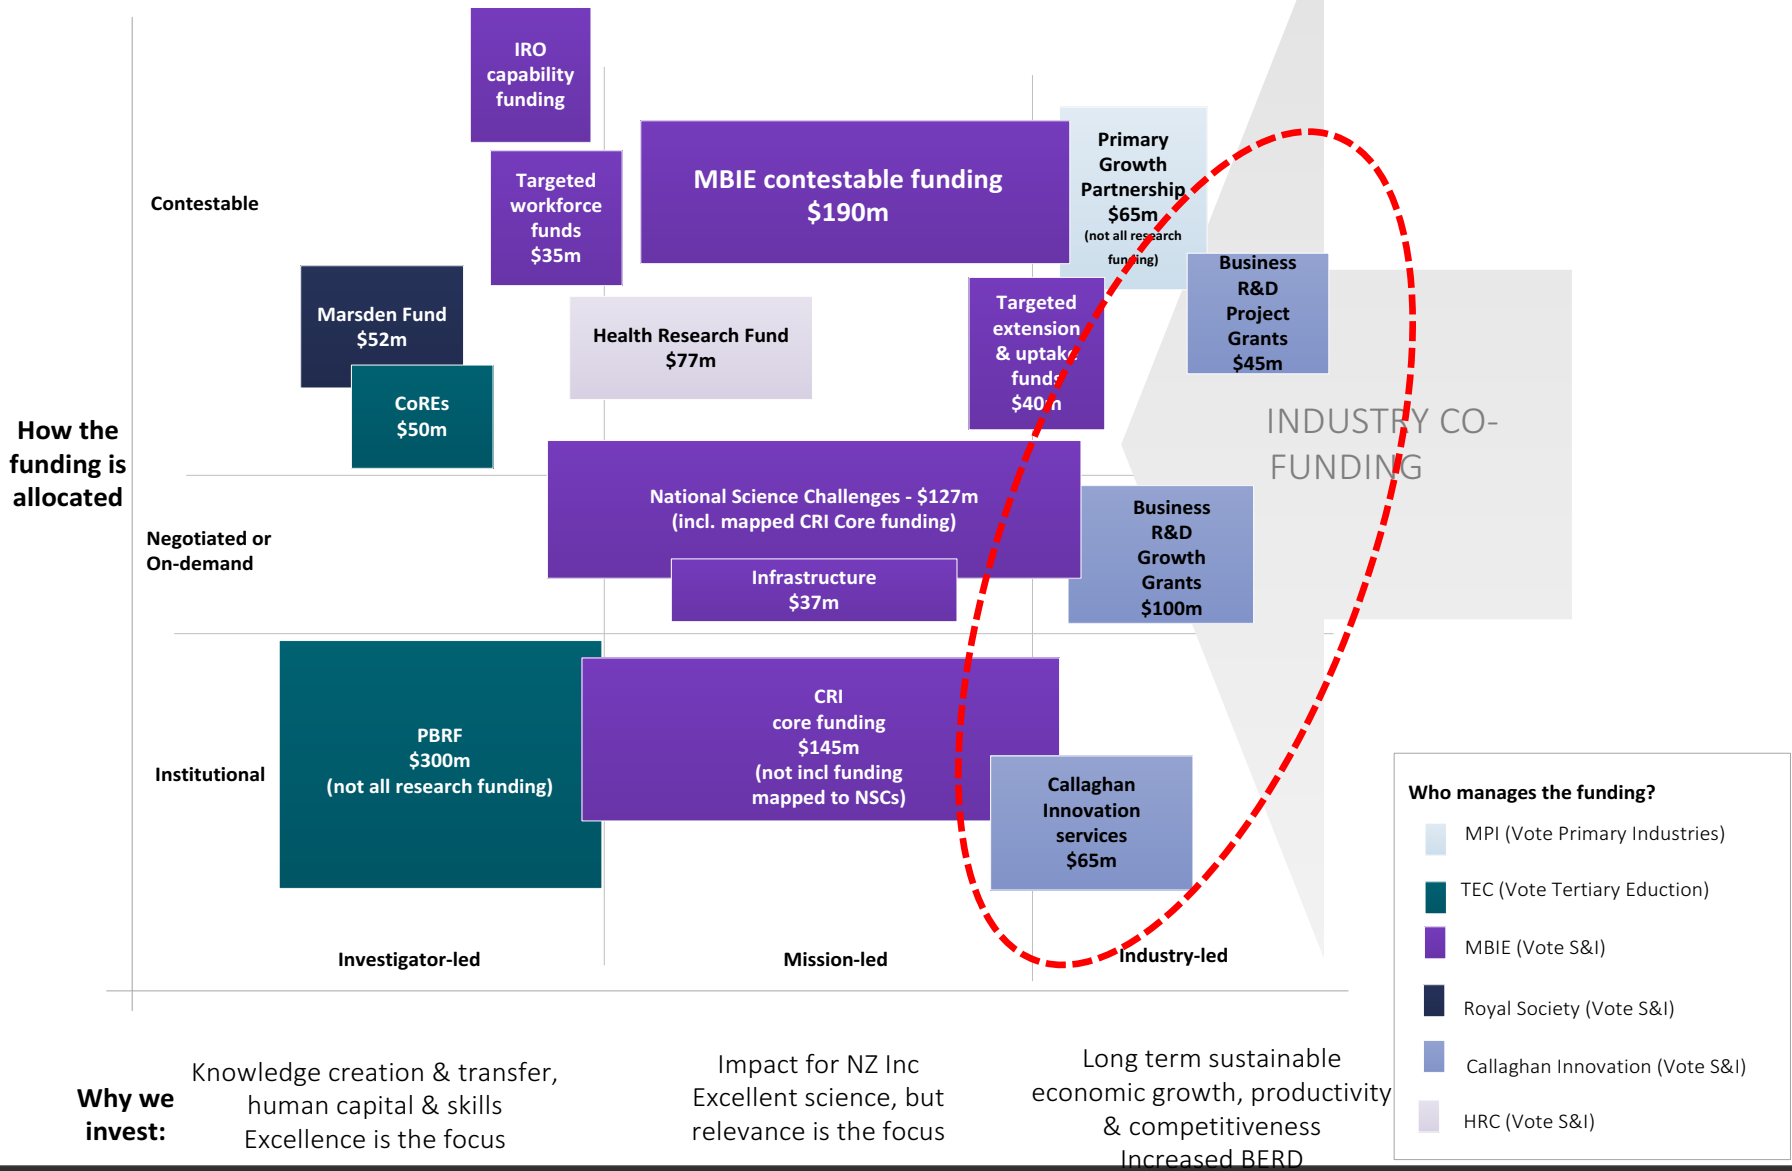 IRO
capability
funding
Targeted
workforce
funds
$35m
MBIE contestable funding
$190m
Primary
Growth
Partnership
$65m
(not all research
funding)
Contestable
Business
R&D
Project
Grants
$45m
Marsden Fund
$52m
Health Research Fund
$77m
Targeted
extension
& uptake
funds
$40m
CoREs
$50m
INDUSTRY CO-
FUNDING
How the
funding is
allocated
National Science Challenges - $127m
(incl. mapped CRI Core funding)
Business
R&D
Growth
Grants
$100m
Negotiated or
On-demand
Infrastructure
$37m
PBRF
$300m
(not all research funding)
CRI
core funding
$145m
(not incl funding
mapped to NSCs)
Institutional
Callaghan
Innovation
services
$65m
Investigator-led
Mission-led
Industry-led
Who manages the funding?
MPI (Vote Primary Industries)
TEC (Vote Tertiary Eduction)
MBIE (Vote S&I)
Royal Society (Vote S&I)
Callaghan Innovation (Vote S&I)
HRC (Vote S&I)
Why we
invest:
Knowledge creation & transfer,
human capital & skills
Excellence is the focus
Impact for NZ Inc
Excellent science, but
relevance is the focus
Long term sustainable
economic growth, productivity
& competitiveness
Increased BERD